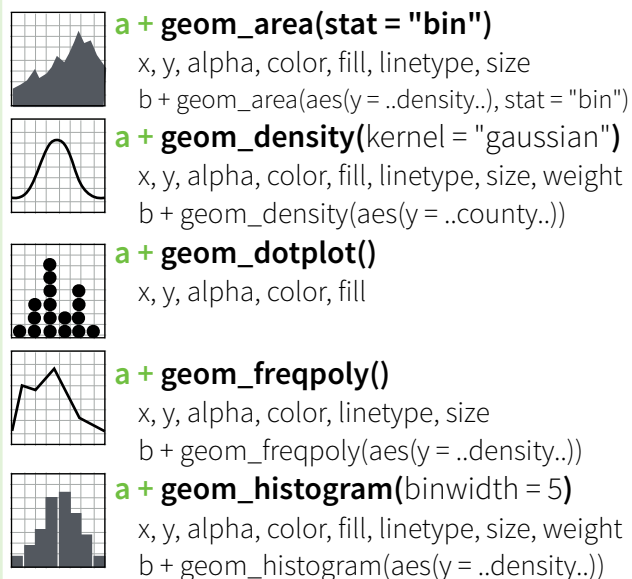 a + geom_area(stat = "bin")
x, y, alpha, color, fill, linetype, size
b + geom_area(aes(y = ..density..), stat = "bin")
a + geom_density(kernel = "gaussian")
x, y, alpha, color, fill, linetype, size, weight
b + geom_density(aes(y = ..county..))
a + geom_dotplot()
x, y, alpha, color, fill
a + geom_freqpoly()
x, y, alpha, color, linetype, size
b + geom_freqpoly(aes(y = ..density..))
a + geom_histogram(binwidth = 5)
x, y, alpha, color, fill, linetype, size, weight
b + geom_histogram(aes(y = ..density..))